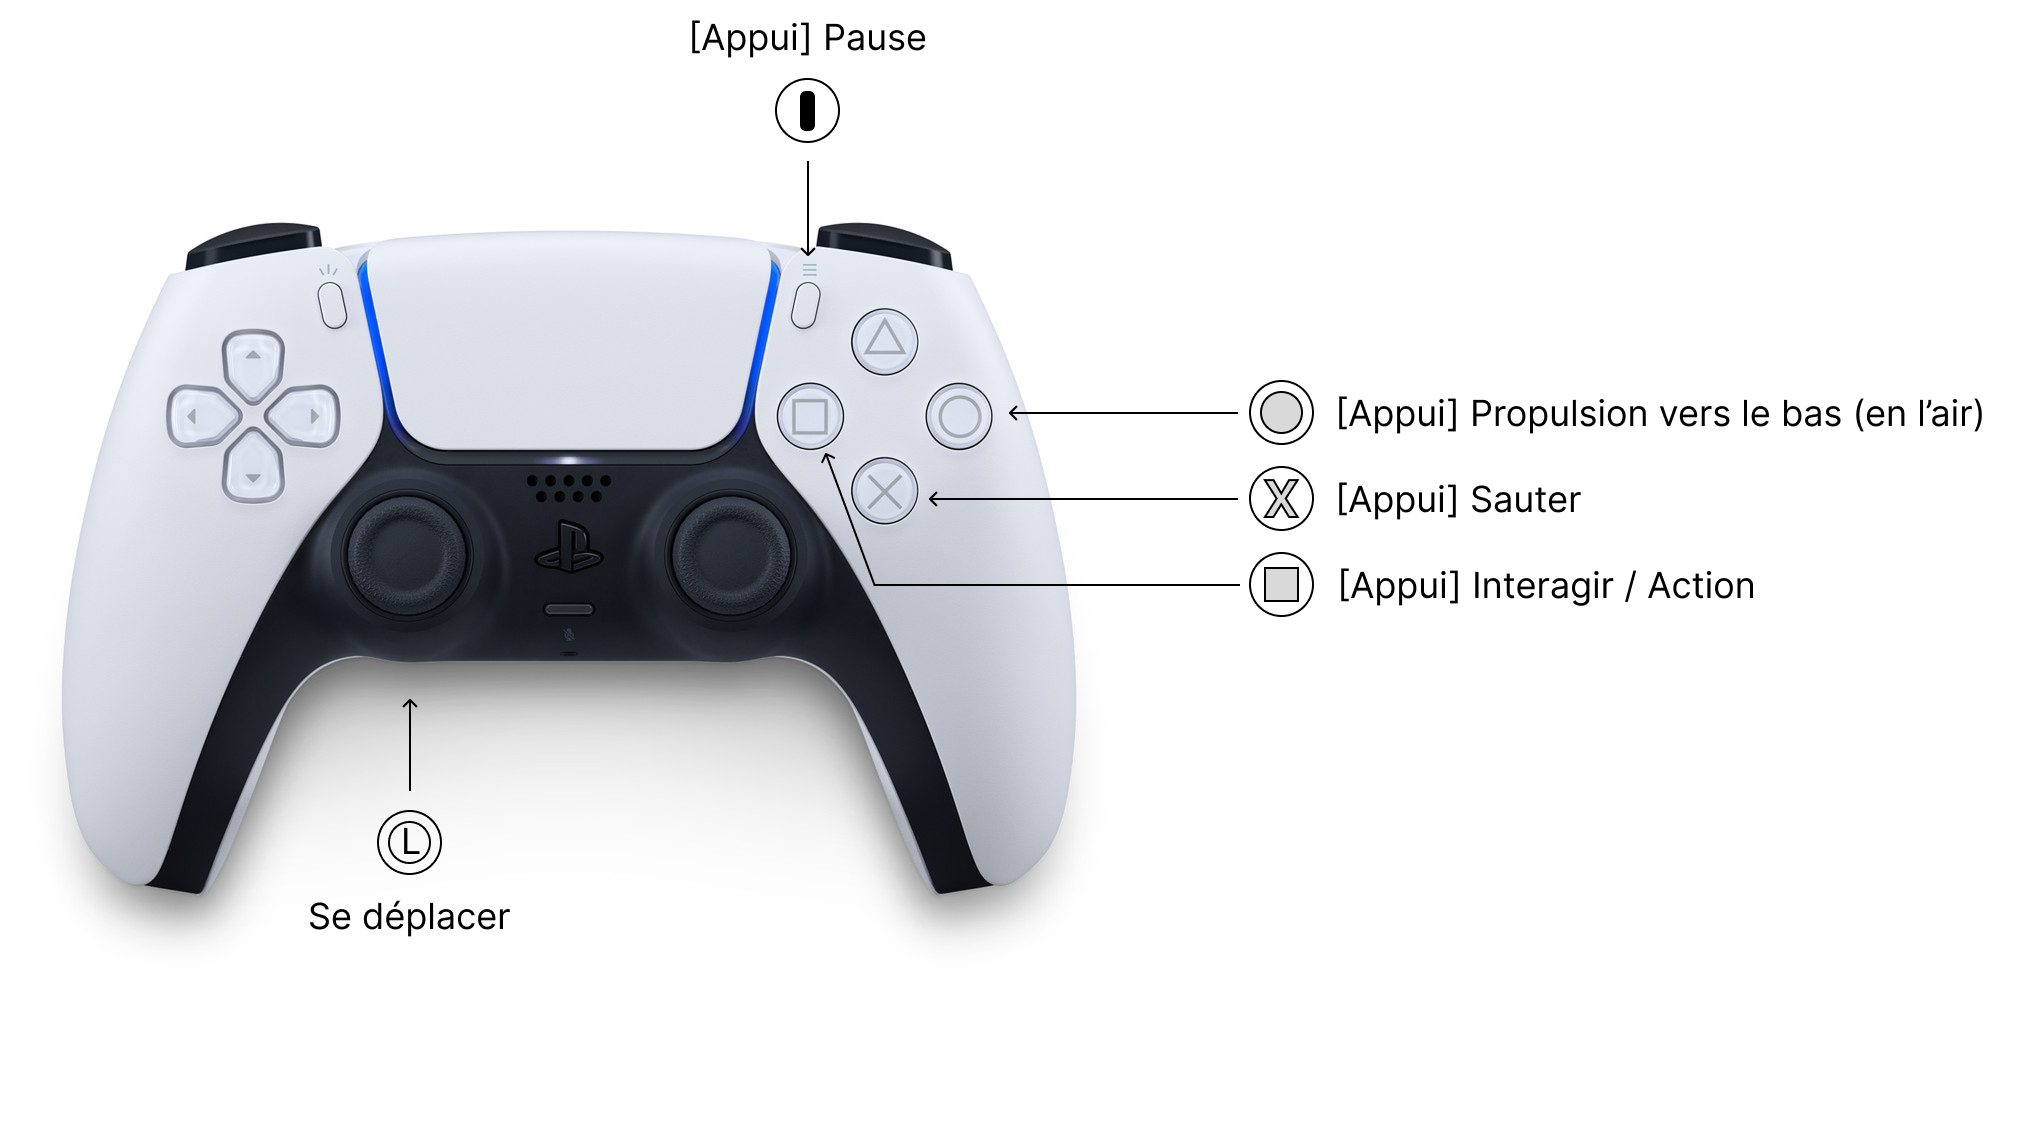 [Appui] Pause
[Appui] Propulsion vers le bas (en l’air)
X [Appui] Sauter
[Appui] Interagir / Action
L
Se déplacer